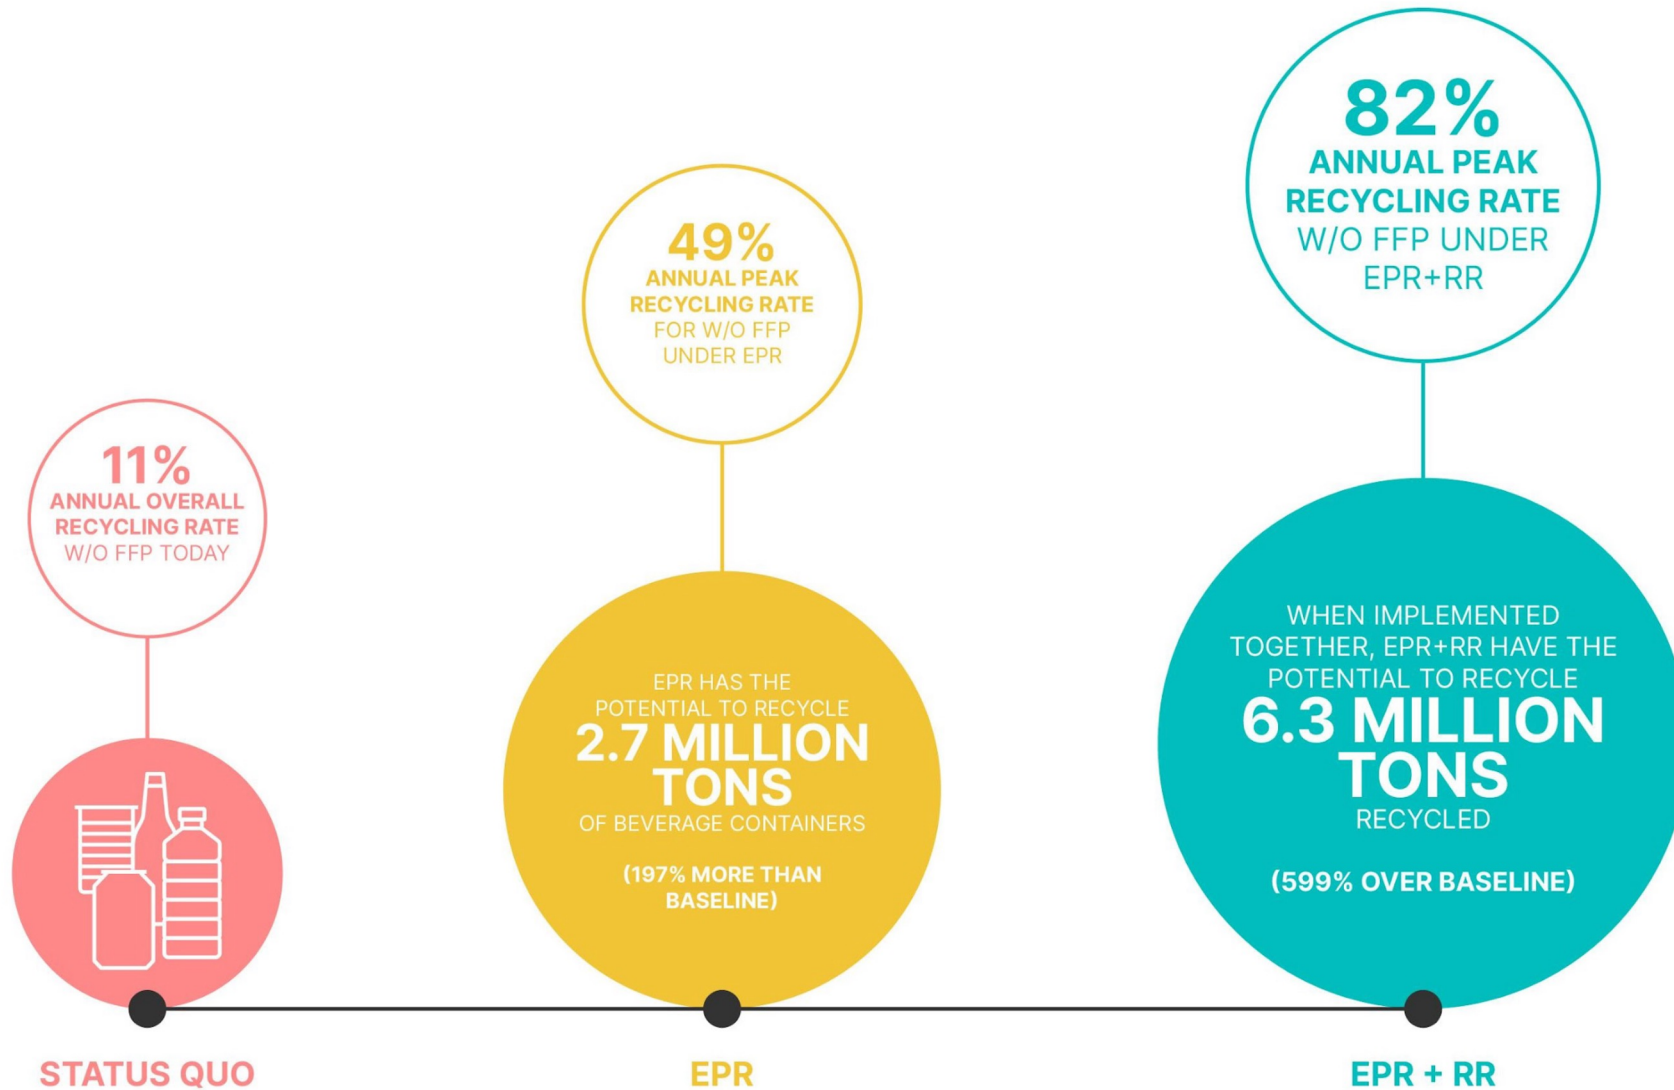 11%
ANNUAL OVERALL
RECYCLING RATE
W/O FFP TODAY
STATUS QUO
49%
ANNUAL PEAK
RECYCLING RATE
FOR W/O FFP
UNDER EPR
EPR HAS THE
POTENTIAL TO RECYCLE
2.7 MILLION
TONS
OF BEVERAGE CONTAINERS
(197% MORE THAN
BASELINE)
EPR
82%
ANNUAL PEAK
RECYCLING RATE
W/O FFP UNDER
EPR+RR
WHEN IMPLEMENTED
TOGETHER, EPR+RR HAVE THE
POTENTIAL TO RECYCLE
6.3 MILLION
TONS
RECYCLED
(599% OVER BASELINE)
EPR + RR